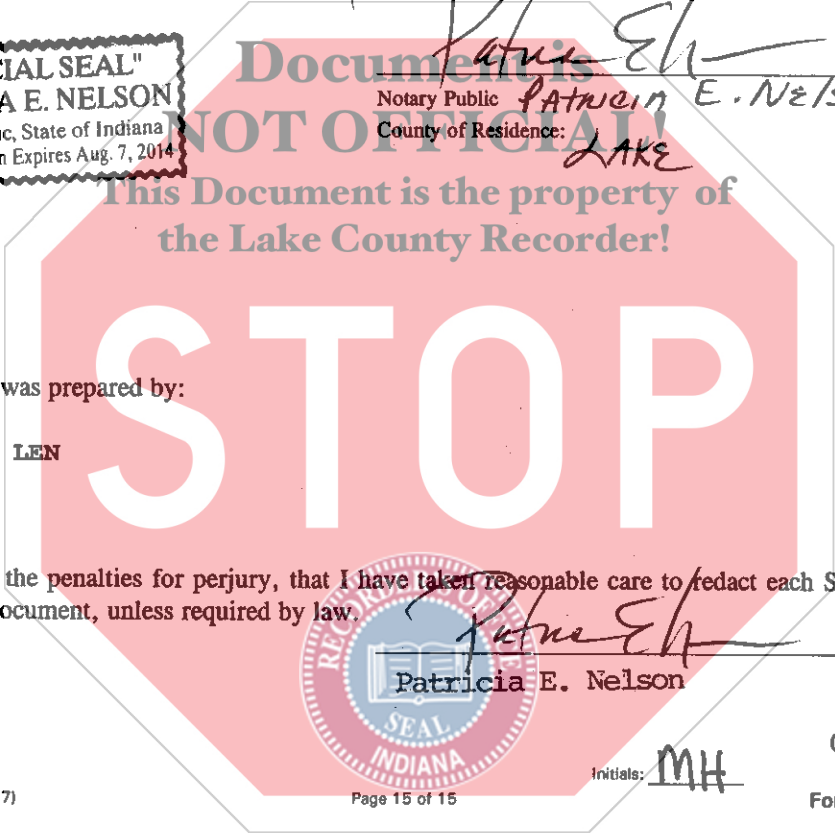 CIAL SEAL"
A E. NELSON
c, State of Indiana
n Expires Aug. 7, 2014
Document is
NOT OFFICIAL!
This Document is the property of
the Lake County Recorder!
Notary Public PATRICIA E. NELS
County of Residence:
LAKE
STOP
was prepared by:
LEN
the penalties for perjury, that I have taken reasonable care to redact each S
ocument, unless required by law.
Patricia E. Nelson
RECORDER'S OFFICE
SEAL
INDIANA
Initials: MH
7)
Page 15 of 15
For